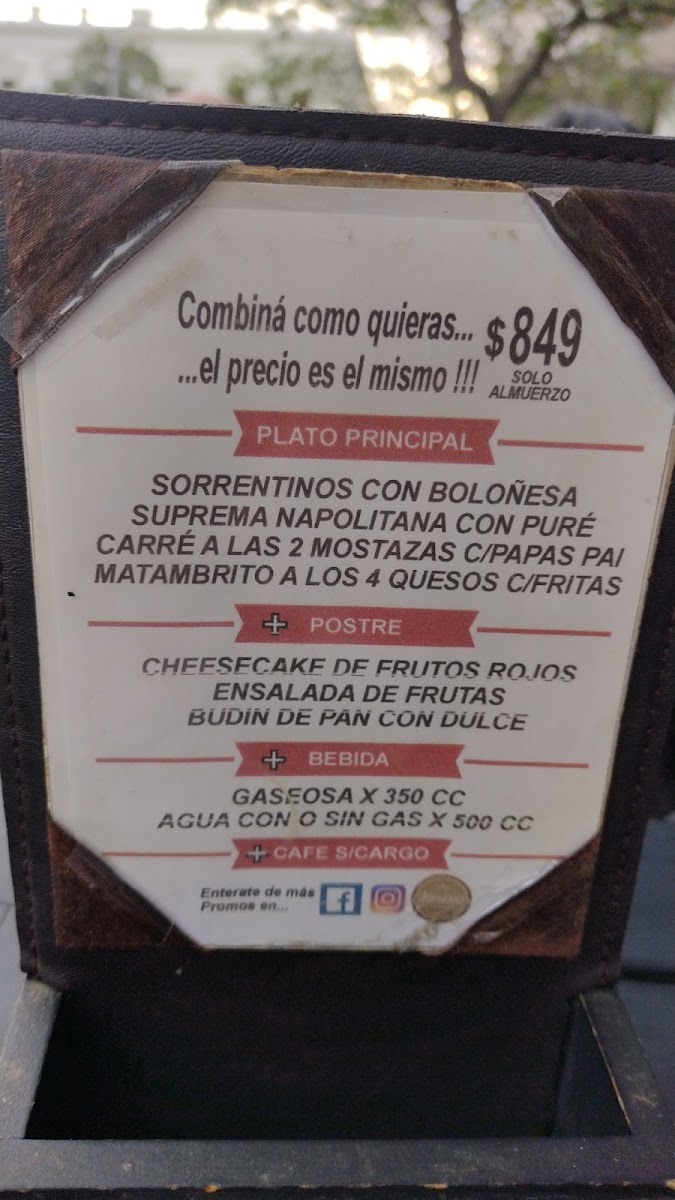 Combiná como quieras...
...el precio es el mismo !!!
$849
SOLO
ALMUERZO
PLATO PRINCIPAL
SORRENTINOS CON BOLOÑESA
SUPREMA NAPOLITANA CON PURÉ
CARRÉ A LAS 2 MOSTAZAS C/PAPAS PAI
MATAMBRITO A LOS 4 QUESOS C/FRITAS
+ POSTRE
CHEESECAKE DE FRUTOS ROJOS
ENSALADA DE FRUTAS
BUDIN DE PAN CON DULCE
+ BEBIDA
GASEOSA X 350 CC
AGUA CON O SIN GAS X 500 CC
+ CAFE S/CARGO
Enterate de más
Promos en...
f